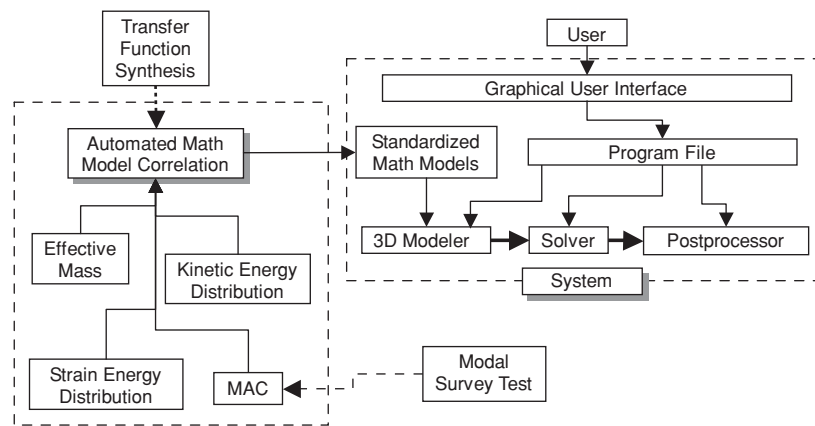 Transfer
Function
Synthesis
Automated Math
Model Correlation
Effective
Mass
Kinetic Energy
Distribution
Strain Energy
Distribution
MAC
Modal
Survey Test
User
Graphical User Interface
Standardized
Math Models
Program File
3D Modeler
Solver
Postprocessor
System